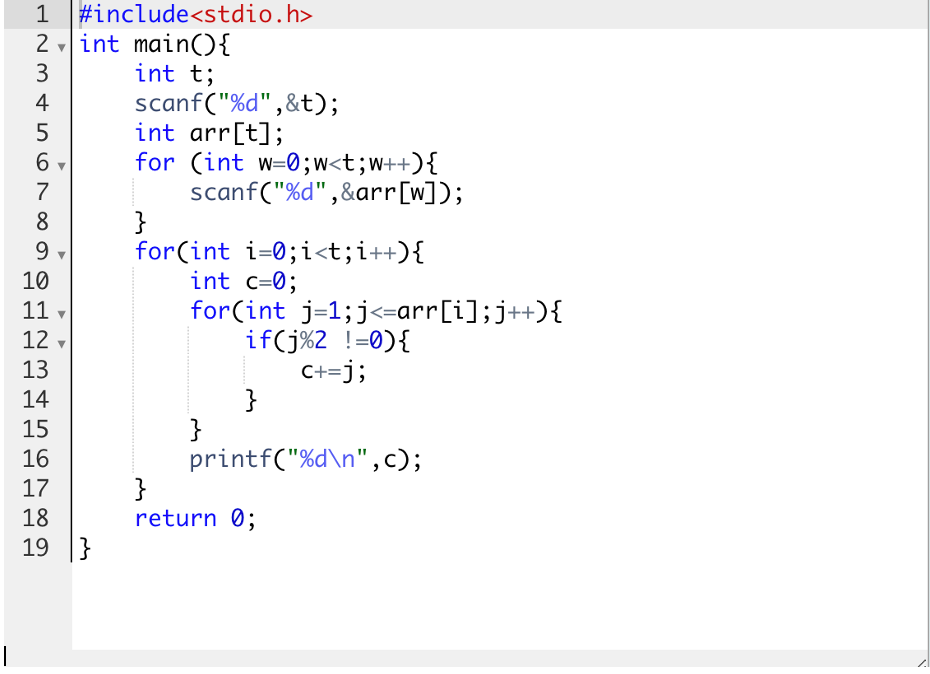 1 #include<stdio.h>
2 int main(){
3     int t;
4     scanf("%d",&t);
5     int arr[t];
6     for (int w=0;w<t;w++){
7         scanf("%d",&arr[w]);
8     }
9     for(int i=0;i<t;i++){
10         int c=0;
11         for(int j=1;j<=arr[i];j++){
12             if(j%2 !=0){
13                 c+=j;
14             }
15         }
16         printf("%d\n",c);
17     }
18     return 0;
19 }